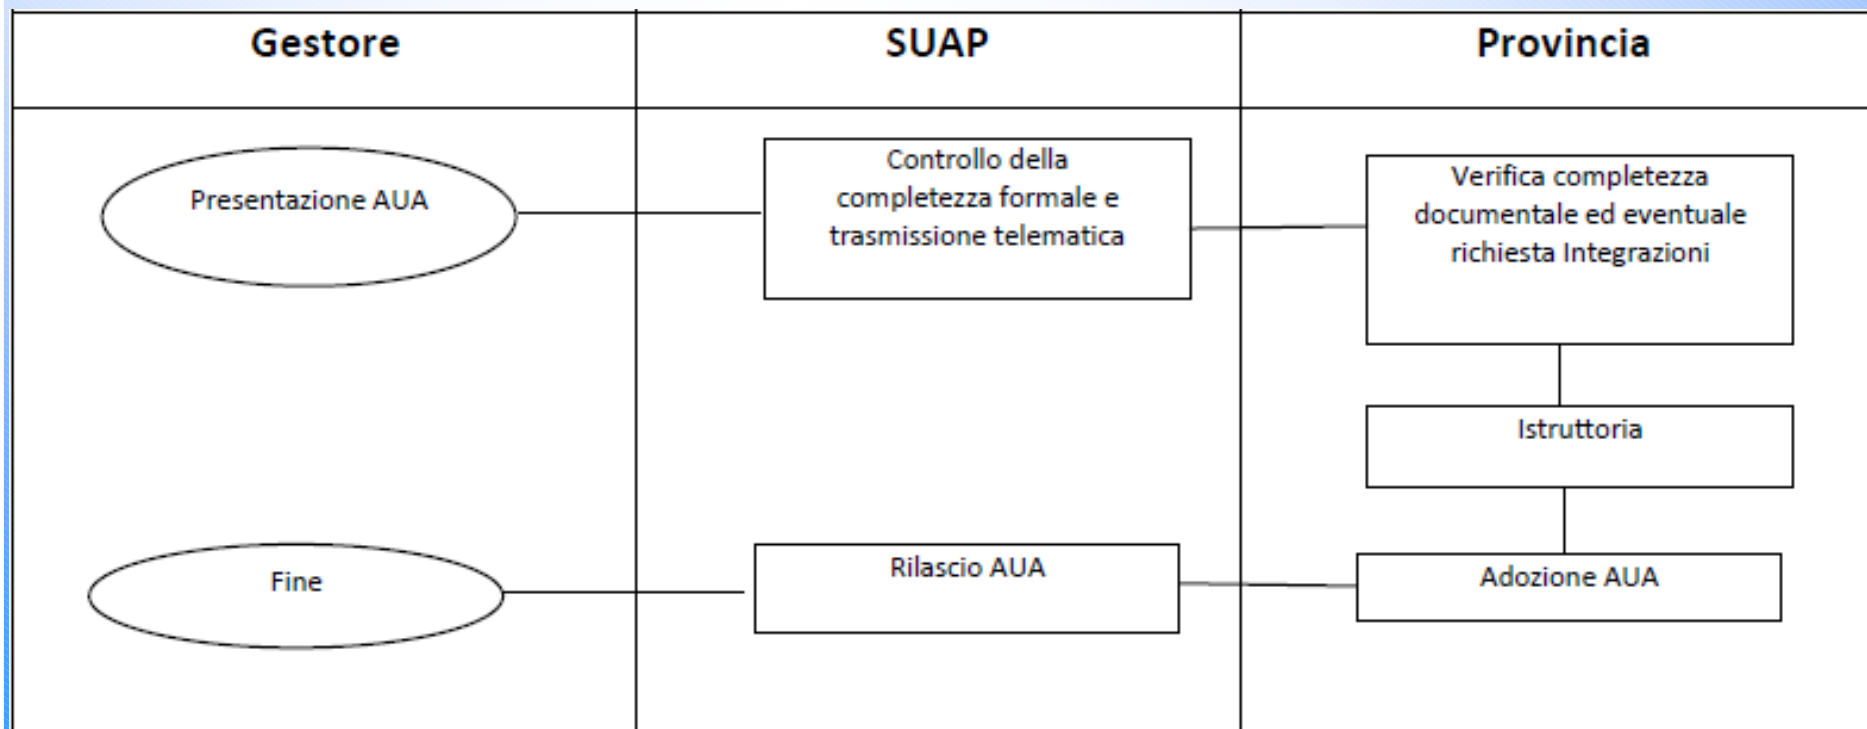 Gestore
SUAP
Provincia
Presentazione AUA
Controllo della
completezza formale e
trasmissione telematica
Verifica completezza
documentale ed eventuale
richiesta Integrazioni
Istruttoria
Fine
Rilascio AUA
Adozione AUA